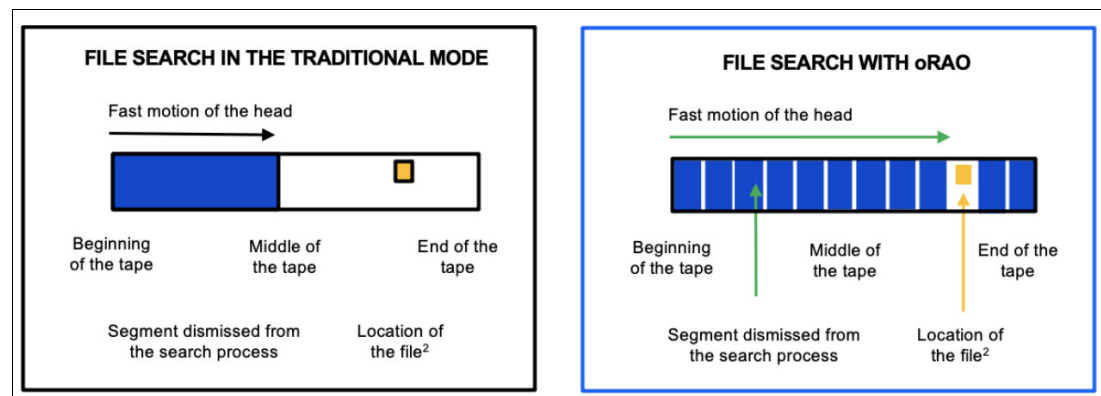 FILE SEARCH IN THE TRADITIONAL MODE
Fast motion of the head
Beginning
of the tape
Middle of
the tape
End of the
tape
Segment dismissed from
the search process
Location of
the file²
FILE SEARCH WITH oRAO
Fast motion of the head
Beginning
of the tape
Middle of
the tape
End of the
tape
Segment dismissed from
the search process
Location of
the file²